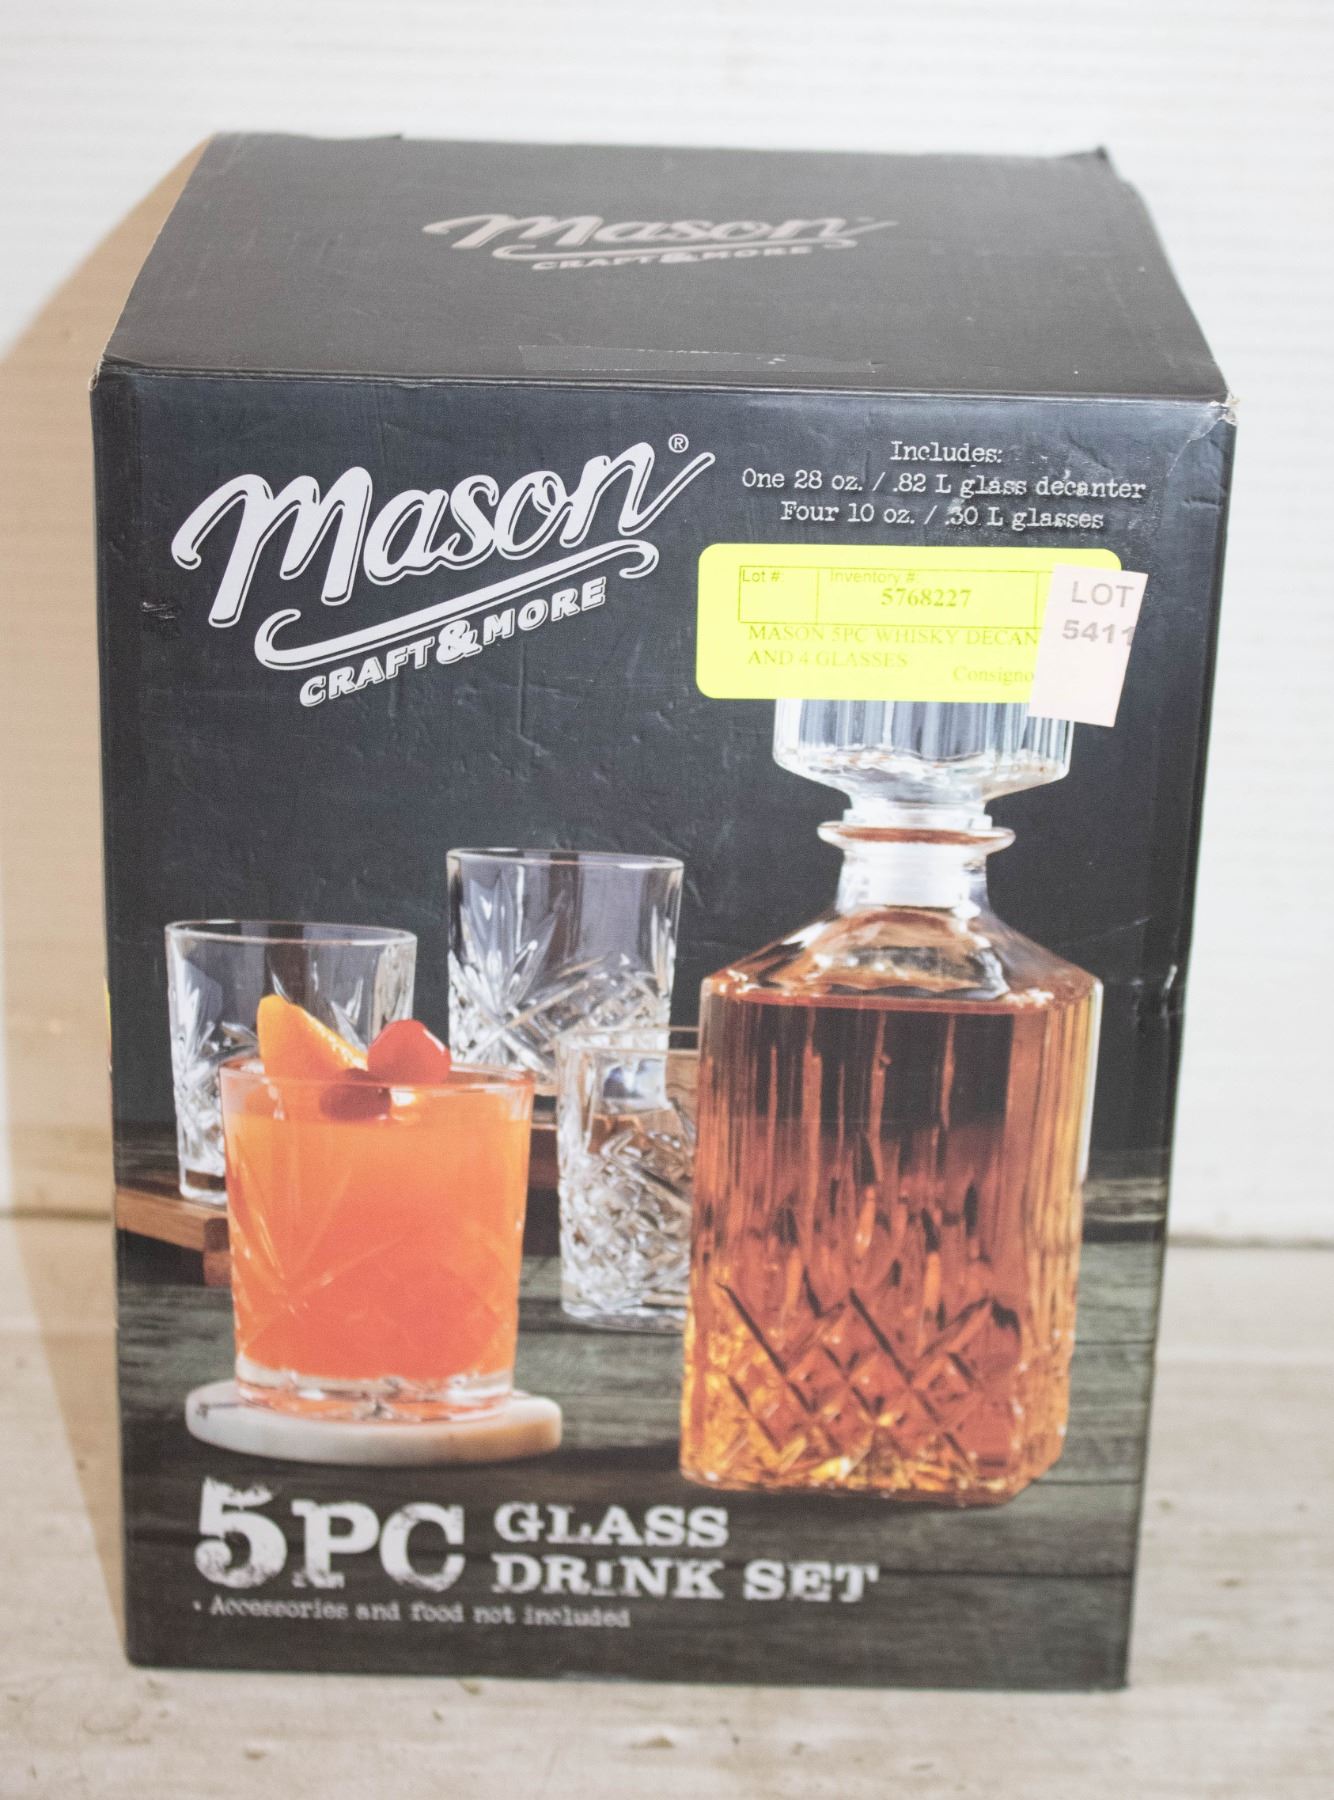 Mason
CRAFT & MORE
Mason®
CRAFT & MORE
Includes:
One 28 oz. / .82 L glass decanter
Four 10 oz. / .30 L glasses
Lot #: Inventory #:
5768227
MASON 5PC WHISKY DECAN
AND 4 GLASSES
Consigno
LOT
5411
5PC GLASS
DRINK SET
· Accessories and food not included